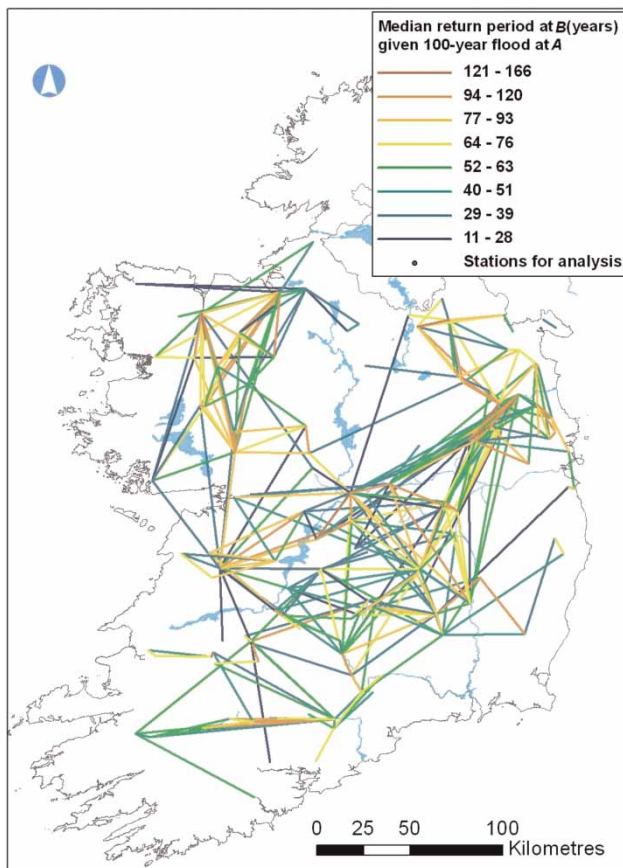 Median return period at B(years)
given 100-year flood at A
121 - 166
94 - 120
77 - 93
64 - 76
52 - 63
40 - 51
29 - 39
11 - 28
Stations for analysis
0 25 50 100
Kilometres